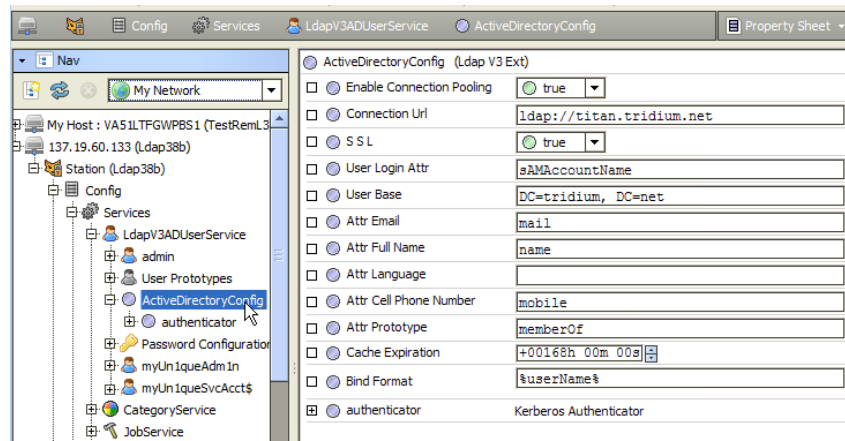 Config Services LdapV3ADUserService ActiveDirectoryConfig Property Sheet
Nav
My Network
My Host : VA51LTFGWPBS1 (TestRemL3
137.19.60.133 (Ldap38b)
Station (Ldap38b)
Config
Services
LdapV3ADUserService
admin
User Prototypes
ActiveDirectoryConfig
authenticator
Password Configuration
myUn1queAdm1n
myUn1queSvcAcct$
CategoryService
JobService
ActiveDirectoryConfig (Ldap V3 Ext)
Enable Connection Pooling true
Connection Url ldap://titan.tridium.net
S S L true
User Login Attr sAMAccountName
User Base DC=tridium, DC=net
Attr Email mail
Attr Full Name name
Attr Language
Attr Cell Phone Number mobile
Attr Prototype memberOf
Cache Expiration +00168h 00m 00s
Bind Format %userName%
authenticator Kerberos Authenticator